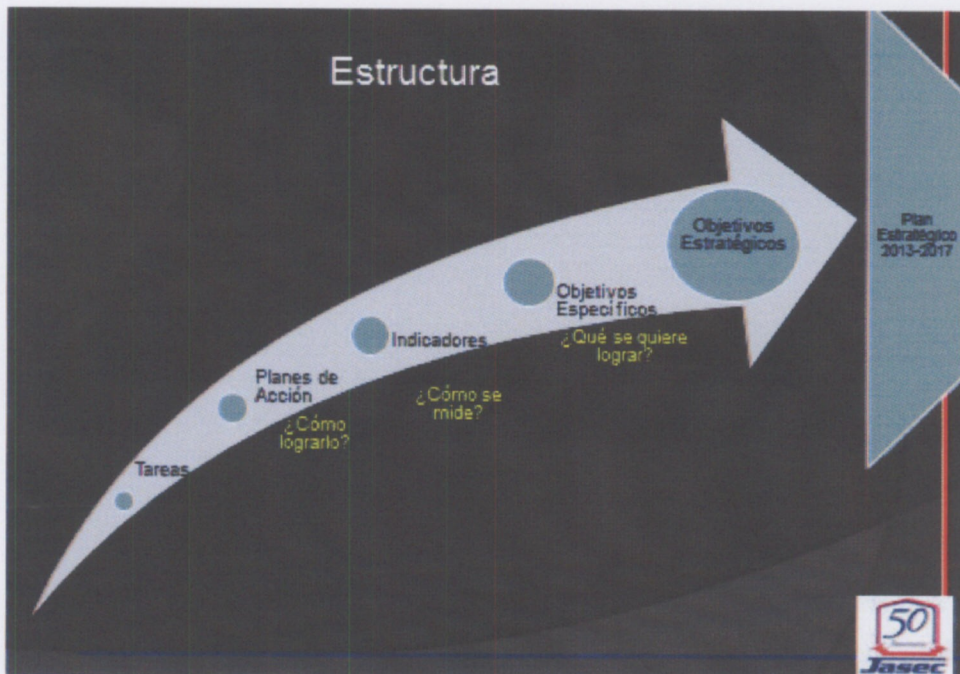 Estructura
Objetivos
Estratégicos
Plan
Estratégico
2013-2017
Objetivos
Específicos
¿Qué se quiere
lograr?
Indicadores
¿Cómo se
mide?
Planes de
Acción
¿Cómo
lograrlo?
Tareas
50
Jasec